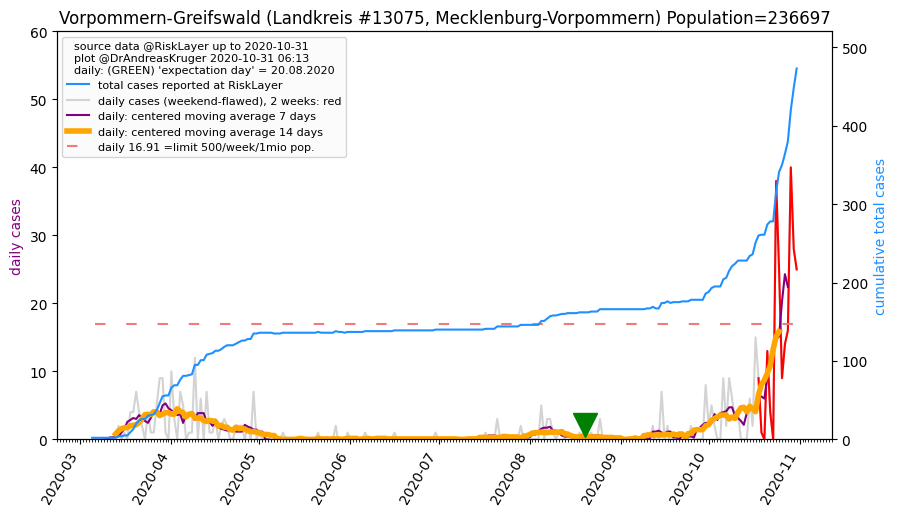 Vorpommern-Greifswald (Landkreis #13075, Mecklenburg-Vorpommern) Population=236697
source data @RiskLayer up to 2020-10-31
plot @DrAndreasKruger 2020-10-31 06:13
daily: (GREEN) 'expectation day' = 20.08.2020
total cases reported at RiskLayer
daily cases (weekend-flawed), 2 weeks: red
daily: centered moving average 7 days
daily: centered moving average 14 days
daily 16.91 =limit 500/week/1mio pop.
daily cases
60
50
40
30
20
10
0
cumulative total cases
500
400
300
200
100
0
2020-03
2020-04
2020-05
2020-06
2020-07
2020-08
2020-09
2020-10
2020-11